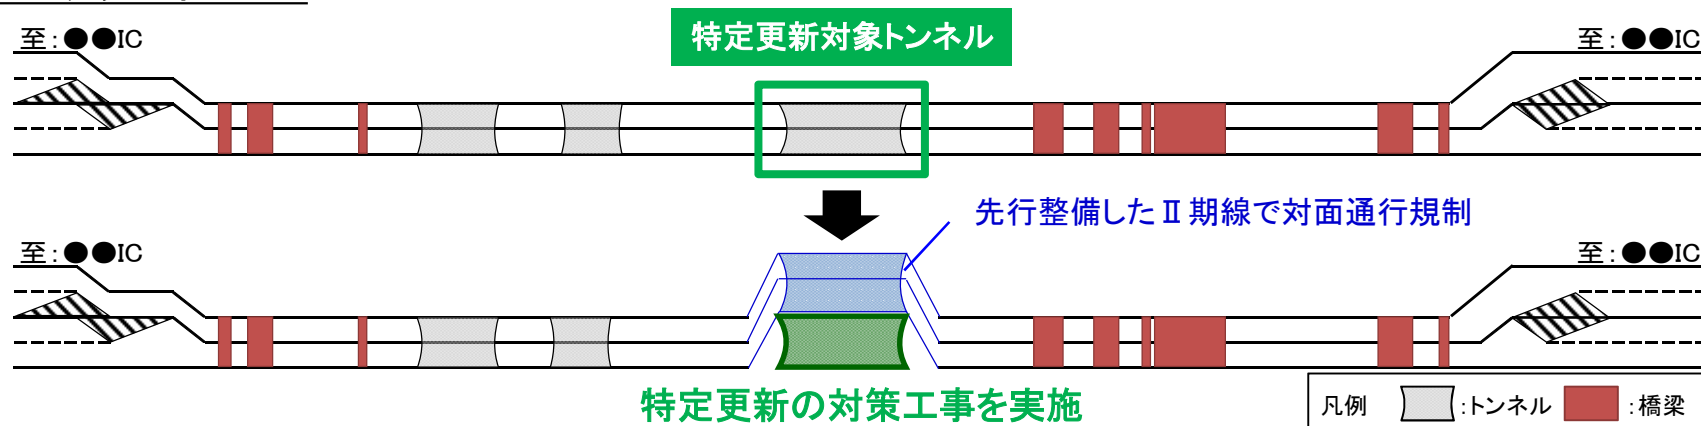 特定更新対象トンネル
至:●●IC
至:●●IC
先行整備したⅡ期線で対面通行規制
至:●●IC
至:●●IC
特定更新の対策工事を実施
凡例 :トンネル :橋梁